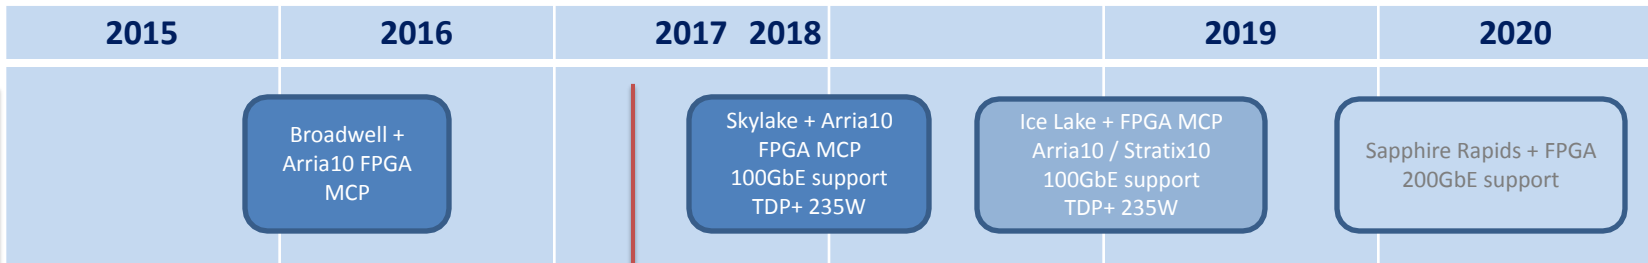 2015 2016 2017 2018 2019 2020
Broadwell +
Arria10 FPGA
MCP
Skylake + Arria10
FPGA MCP
100GbE support
TDP+ 235W
Ice Lake + FPGA MCP
Arria10 / Stratix10
100GbE support
TDP+ 235W
Sapphire Rapids + FPGA
200GbE support